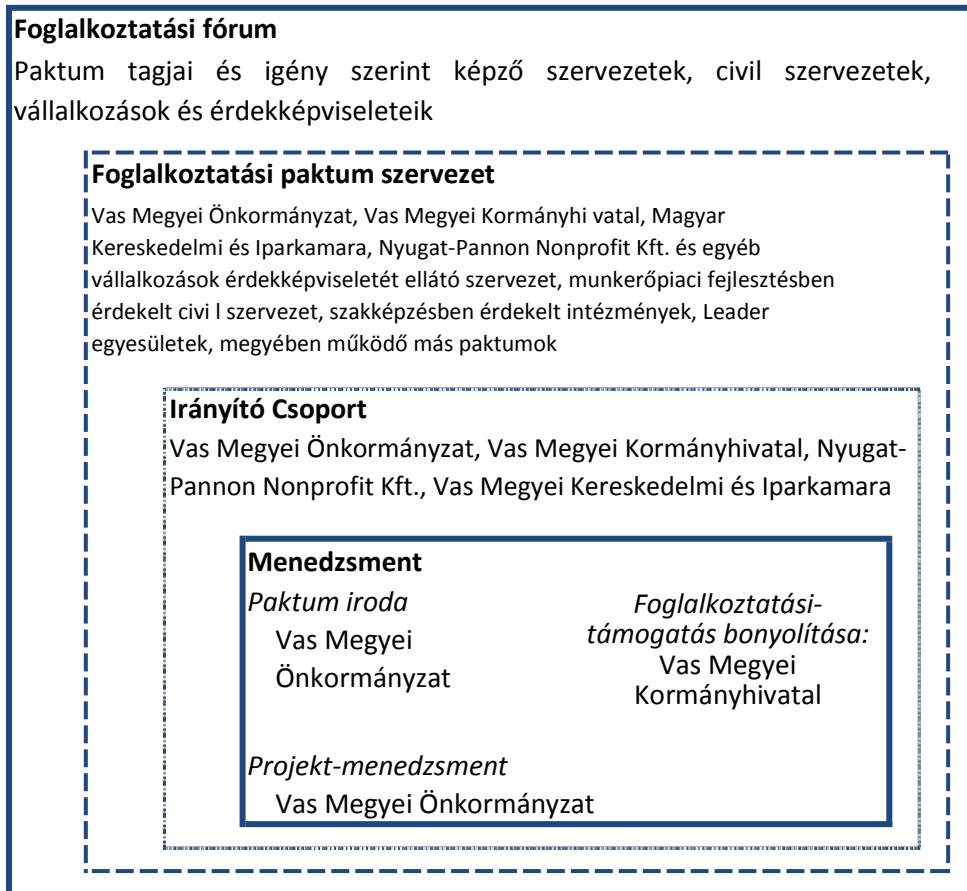 Foglalkoztatási fórum
Paktum tagjai és igény szerint képző szervezetek, civil szervezetek,
vállalkozások és érdekképviseleteik
Foglalkoztatási paktum szervezet
Vas Megyei Önkormányzat, Vas Megyei Kormányhi vatal, Magyar
Kereskedelmi és Iparkamara, Nyugat-Pannon Nonprofit Kft. és egyéb
vállalkozások érdekképviseletét ellátó szervezet, munkerőpiaci fejlesztésben
érdekelt civi l szervezet, szakképzésben érdekelt intézmények, Leader
egyesületek, megyében működő más paktumok
Irányító Csoport
Vas Megyei Önkormányzat, Vas Megyei Kormányhivatal, Nyugat-
Pannon Nonprofit Kft., Vas Megyei Kereskedelmi és Iparkamara
Menedzsment
Paktum iroda
Vas Megyei
Önkormányzat
Foglalkoztatási-
támogatás bonyolítása:
Vas Megyei
Kormányhivatal
Projekt-menedzsment
Vas Megyei Önkormányzat